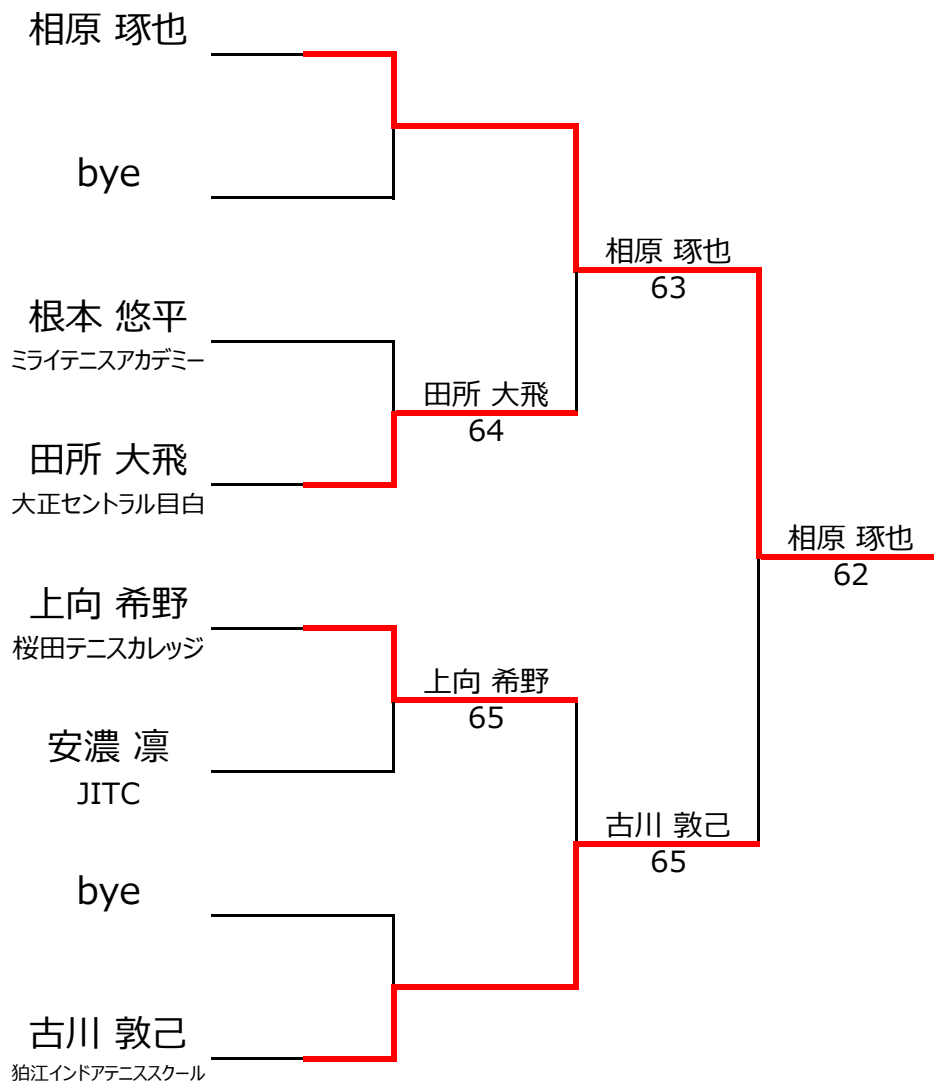 相原 琢也
bye
相原 琢也
63
根本 悠平
ミライテニスアカデミー
田所 大飛
64
田所 大飛
大正セントラル目白
相原 琢也
62
上向 希野
桜田テニスカレッジ
上向 希野
65
安濃 凛
JITC
古川 敦己
65
bye
古川 敦己
狛江インドアテニススクール